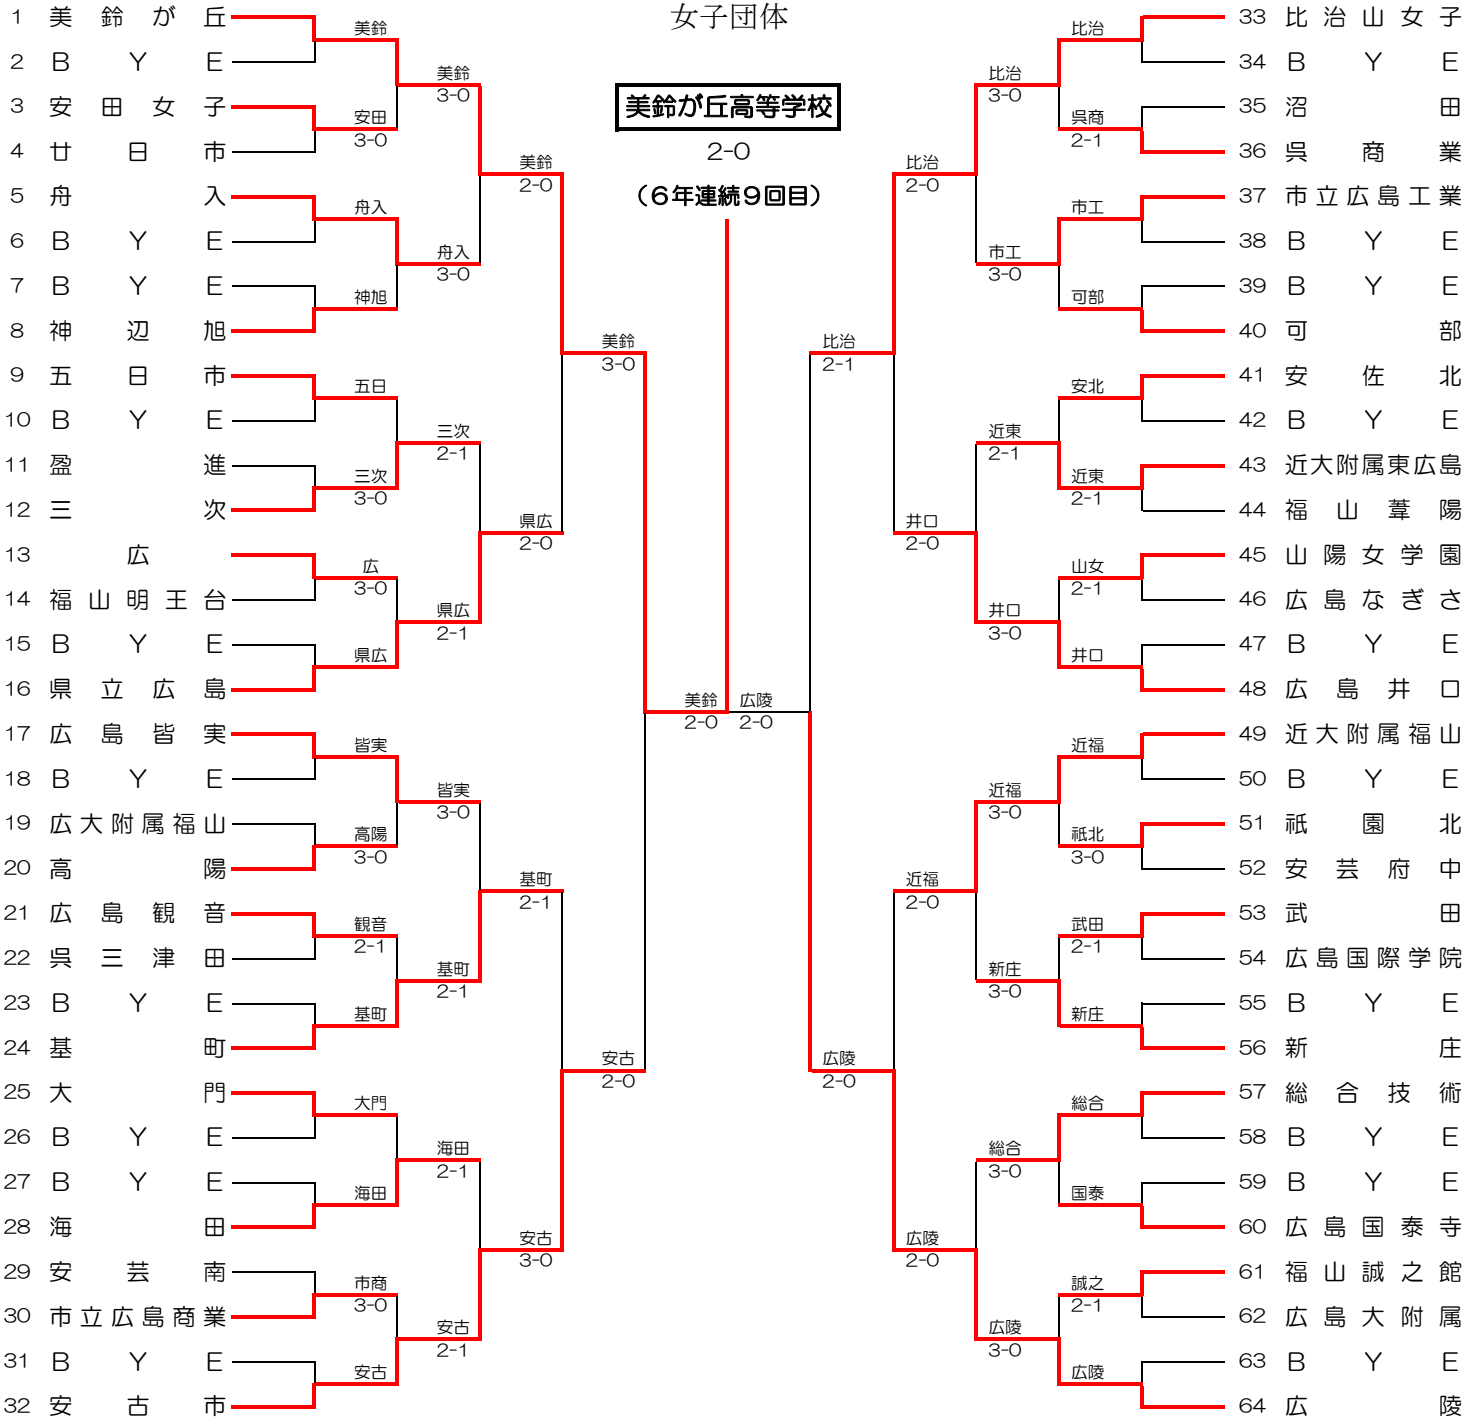 女子団体
美鈴が丘高等学校
2-0
（６年連続９回目）
1 美鈴が丘
2 BYE
3 安田女子
4 廿日市
5 舟入
6 BYE
7 BYE
8 神辺旭
9 五日市
10 BYE
11 盈進
12 三次
13 広
14 福山明王台
15 BYE
16 県立広島
17 広島皆実
18 BYE
19 広大附属福山
20 高陽
21 広島観音
22 呉三津田
23 BYE
24 基町
25 大門
26 BYE
27 BYE
28 海田
29 安芸南
30 市立広島商業
31 BYE
32 安古市
美鈴
安田
3-0
舟入
神旭
五日
三次
3-0
広
3-0
県広
皆実
高陽
3-0
観音
2-1
基町
大門
海田
市商
3-0
安古
美鈴
3-0
舟入
3-0
三次
2-1
県広
2-1
皆実
3-0
基町
2-1
海田
2-1
安古
2-1
美鈴
2-0
県広
2-0
基町
2-1
安古
3-0
美鈴
3-0
安古
2-0
美鈴
2-0
広陵
2-0
比治
2-1
広陵
2-0
比治
2-0
井口
2-0
近福
2-0
広陵
2-0
比治
3-0
市工
3-0
近東
2-1
井口
3-0
近福
3-0
新庄
3-0
総合
3-0
広陵
3-0
比治
呉商
2-1
市工
可部
安北
近東
2-1
山女
2-1
井口
近福
祇北
3-0
武田
2-1
新庄
総合
国泰
誠之
2-1
広陵
33 比治山女子
34 BYE
35 沼田
36 呉商業
37 市立広島工業
38 BYE
39 BYE
40 可部
41 安佐北
42 BYE
43 近大附属東広島
44 福山葦陽
45 山陽女学園
46 広島なぎさ
47 BYE
48 広島井口
49 近大附属福山
50 BYE
51 祇園北
52 安芸府中
53 武田
54 広島国際学院
55 BYE
56 新庄
57 総合技術
58 BYE
59 BYE
60 広島国泰寺
61 福山誠之館
62 広島大附属
63 BYE
64 広陵